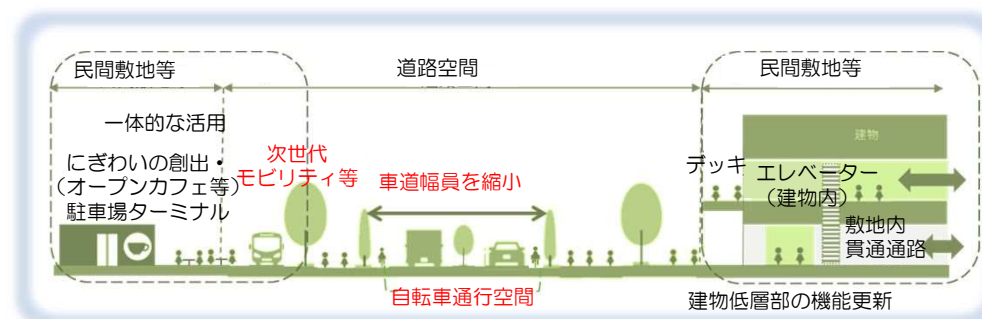 民間敷地等
道路空間
民間敷地等
一体的な活用
にぎわいの創出・
（オープンカフェ等）
駐車場ターミナル
次世代
モビリティ等
車道幅員を縮小
自転車通行空間
デッキ
建物
エレベーター
（建物内）
敷地内
貫通通路
建物低層部の機能更新